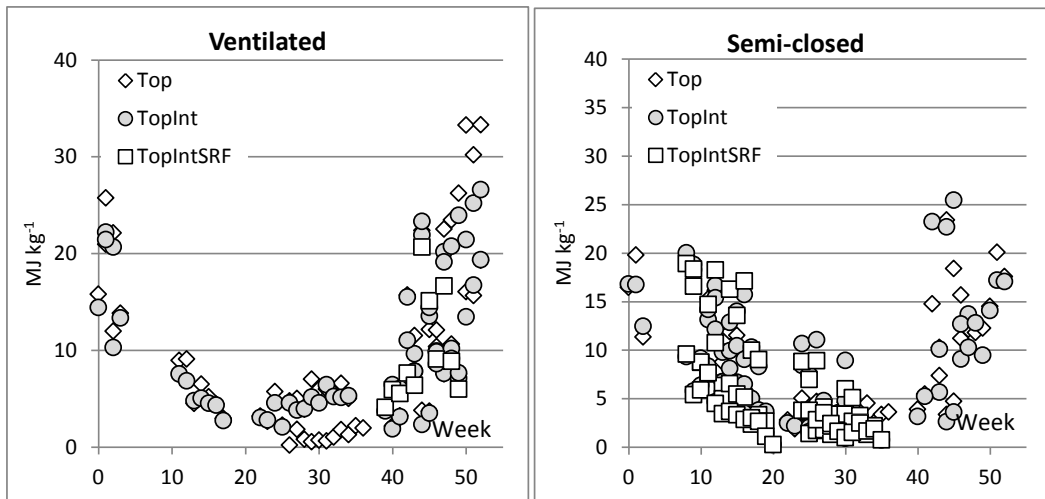 Ventilated
MJ kg-1
40
30
20
10
0
Top
TopInt
TopIntSRF
Week
0 10 20 30 40 50
Semi-closed
MJ kg-1
40
35
30
25
20
15
10
5
0
Top
TopInt
TopIntSRF
Week
0 10 20 30 40 50